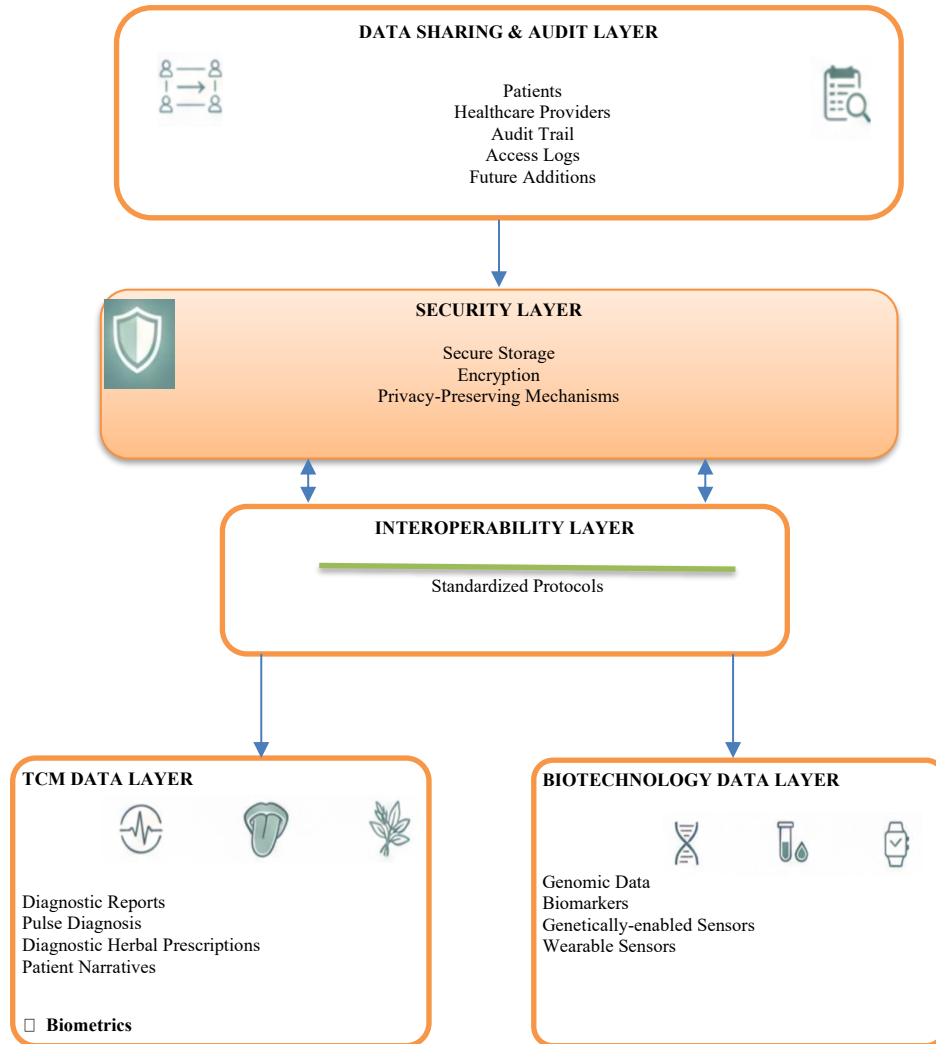 DATA SHARING & AUDIT LAYER
Patients
Healthcare Providers
Audit Trail
Access Logs
Future Additions
SECURITY LAYER
Secure Storage
Encryption
Privacy-Preserving Mechanisms
INTEROPERABILITY LAYER
Standardized Protocols
TCM DATA LAYER
Diagnostic Reports
Pulse Diagnosis
Diagnostic Herbal Prescriptions
Patient Narratives
Biometrics
BIOTECHNOLOGY DATA LAYER
Genomic Data
Biomarkers
Genetically-enabled Sensors
Wearable Sensors